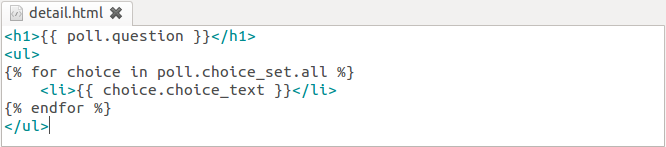 detail.html
<h1>{{ poll.question }}</h1>
<ul>
{% for choice in poll.choice_set.all %}
    <li>{{ choice.choice_text }}</li>
{% endfor %}
</ul>